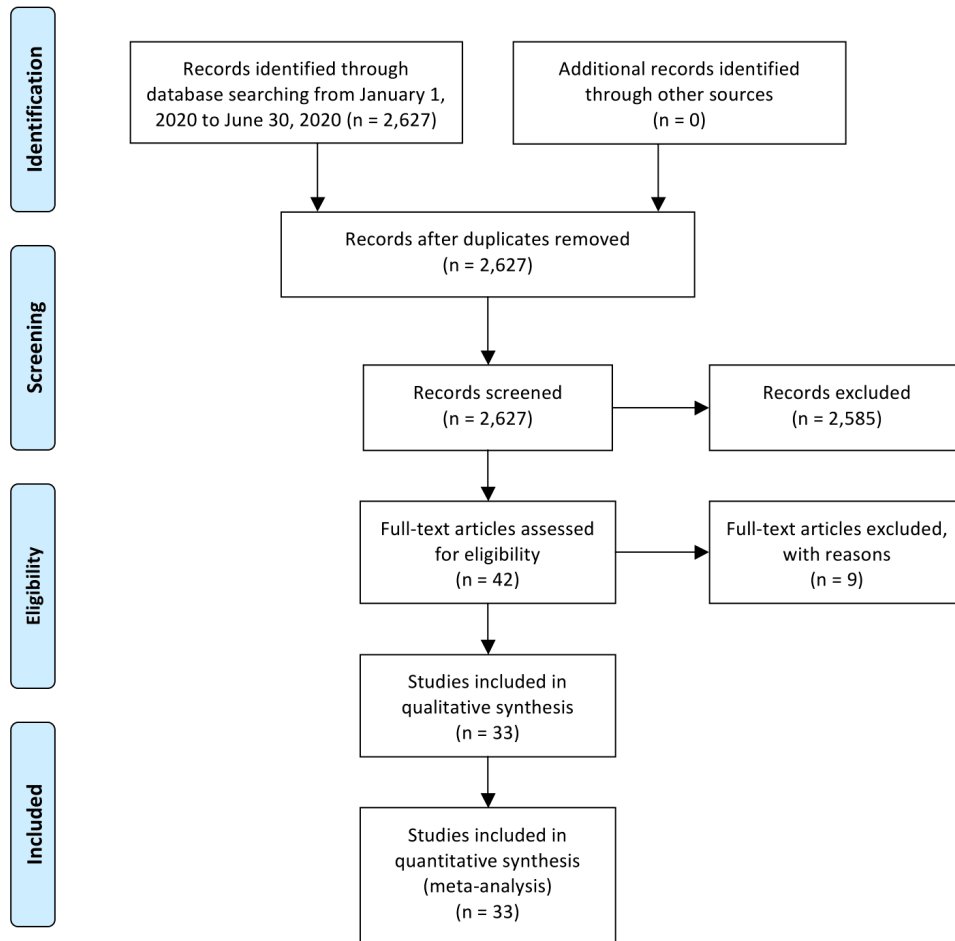 Identification
Records identified through
database searching from January 1,
2020 to June 30, 2020 (n = 2,627)
Additional records identified
through other sources
(n = 0)
Records after duplicates removed
(n = 2,627)
Screening
Records screened
(n = 2,627)
Records excluded
(n = 2,585)
Eligibility
Full-text articles assessed
for eligibility
(n = 42)
Full-text articles excluded,
with reasons
(n = 9)
Studies included in
qualitative synthesis
(n = 33)
Included
Studies included in
quantitative synthesis
(meta-analysis)
(n = 33)